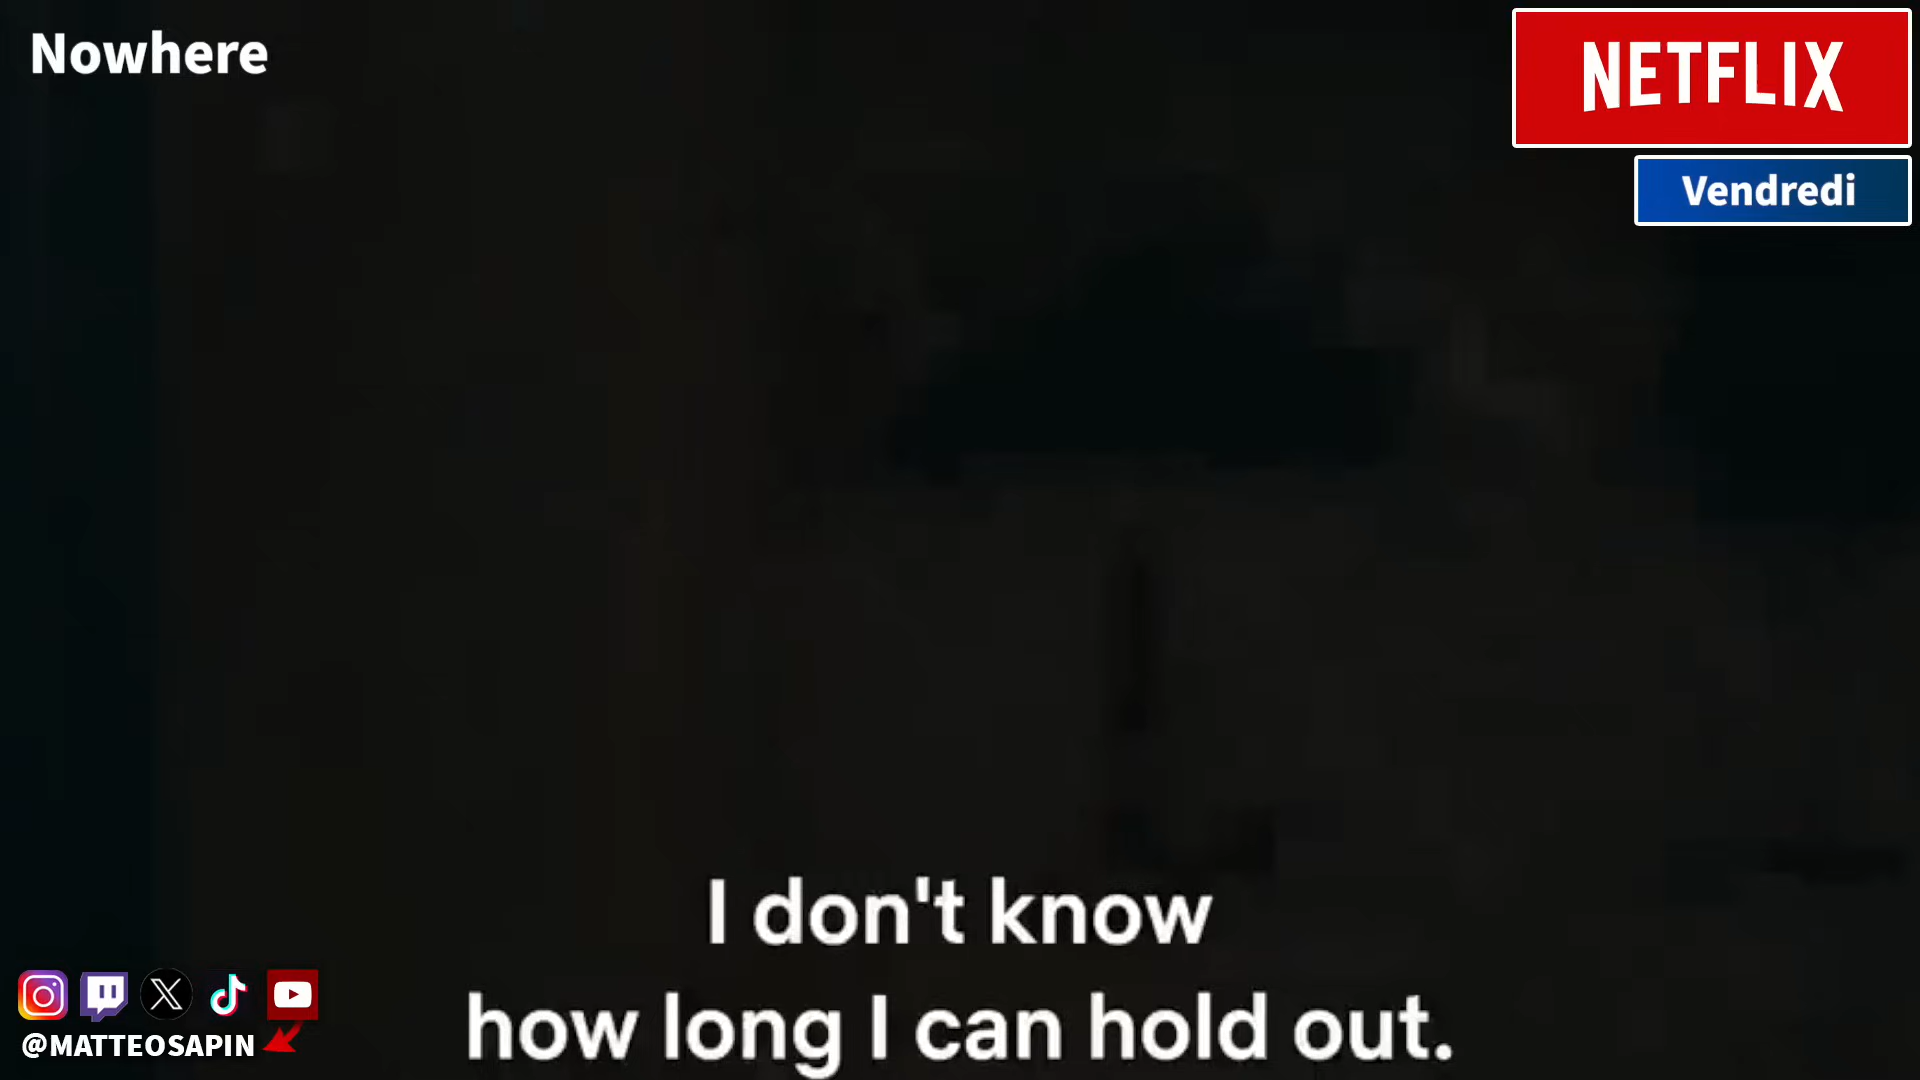 Nowhere
NETFLIX
Vendredi
I don't know
how long I can hold out.
@MATTEOSAPIN